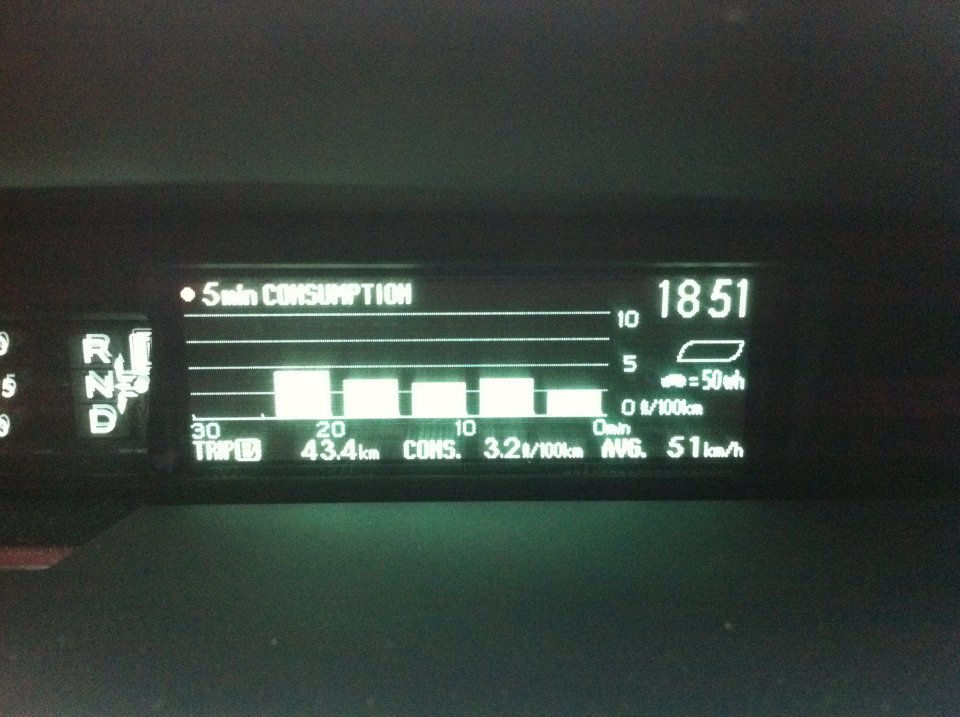 5min CONSUMPTION 18:51
10
5
= 50wh
0 ℓ/100km
30 20 10 0min
TRIP B 43.4km CONS. 3.2ℓ/100km AVG. 51km/h
R
N
D
5